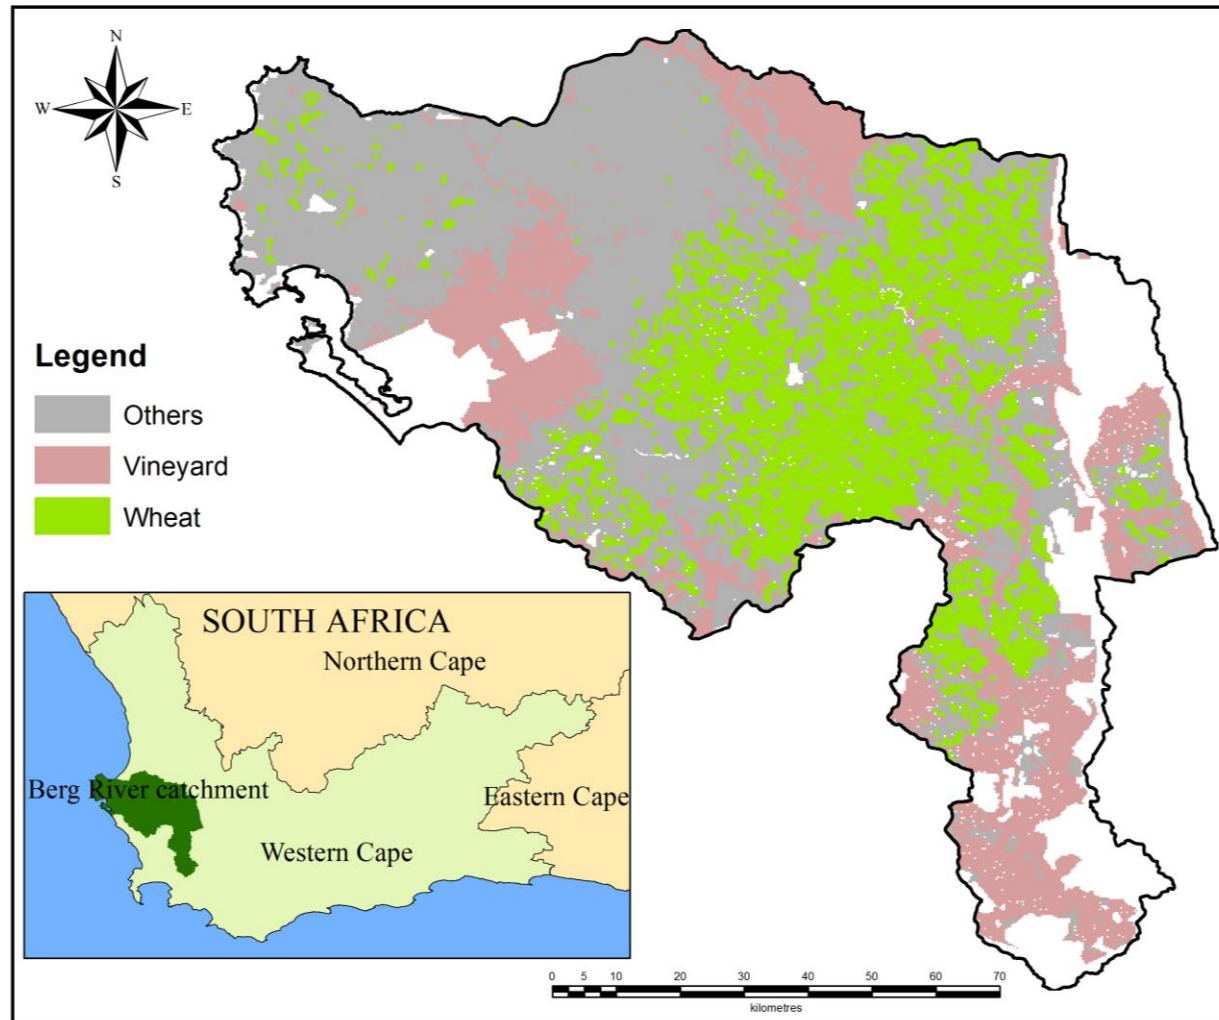 N
W
E
S
Legend
Others
Vineyard
Wheat
SOUTH AFRICA
Northern Cape
Berg River catchment
Eastern Cape
Western Cape
0 5 10 20 30 40 50 60 70
kilometres